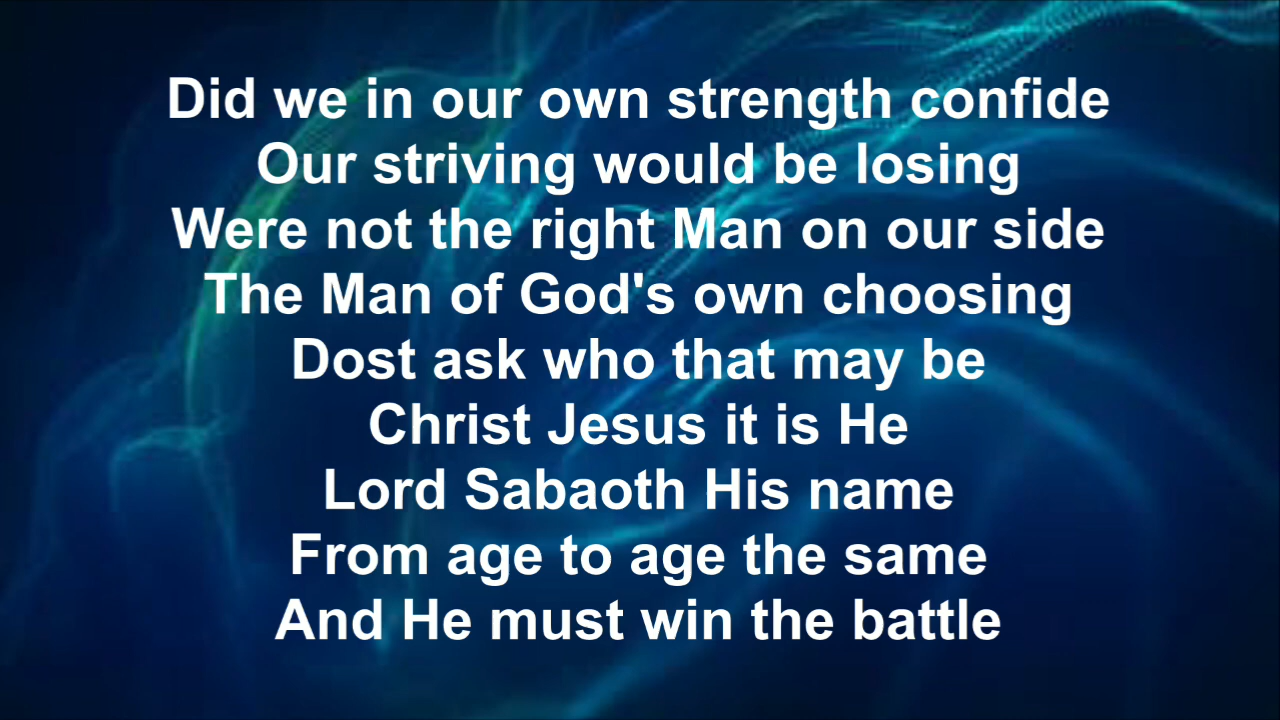 Did we in our own strength confide
Our striving would be losing
Were not the right Man on our side
The Man of God's own choosing
Dost ask who that may be
Christ Jesus it is He
Lord Sabaoth His name
From age to age the same
And He must win the battle